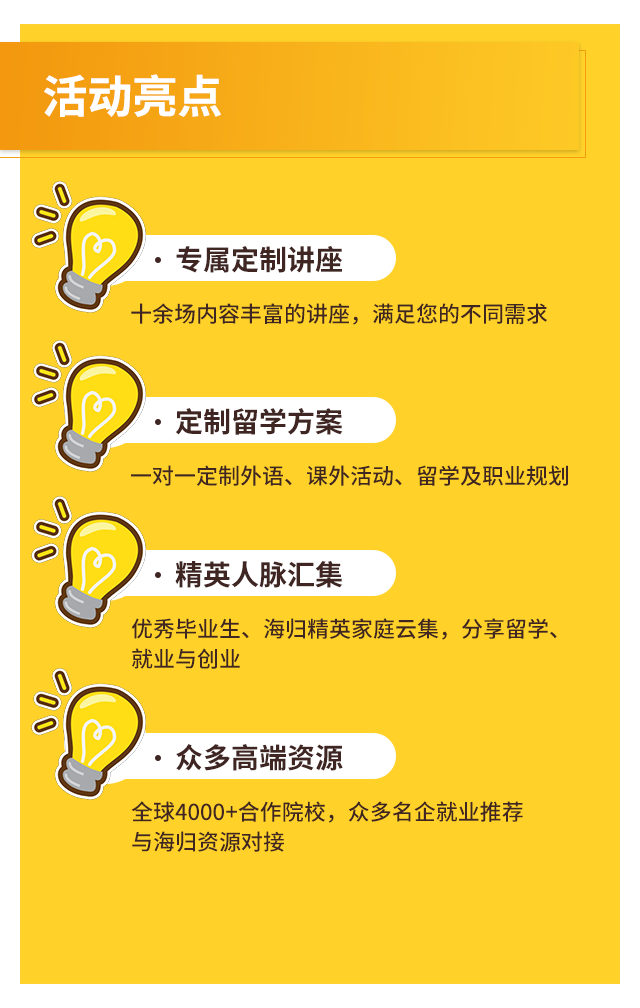 活动亮点
· 专属定制讲座
十余场内容丰富的讲座，满足您的不同需求
· 定制留学方案
一对一定制外语、课外活动、留学及职业规划
· 精英人脉汇集
优秀毕业生、海归精英家庭云集，分享留学、
就业与创业
· 众多高端资源
全球4000+合作院校，众多名企就业推荐
与海归资源对接